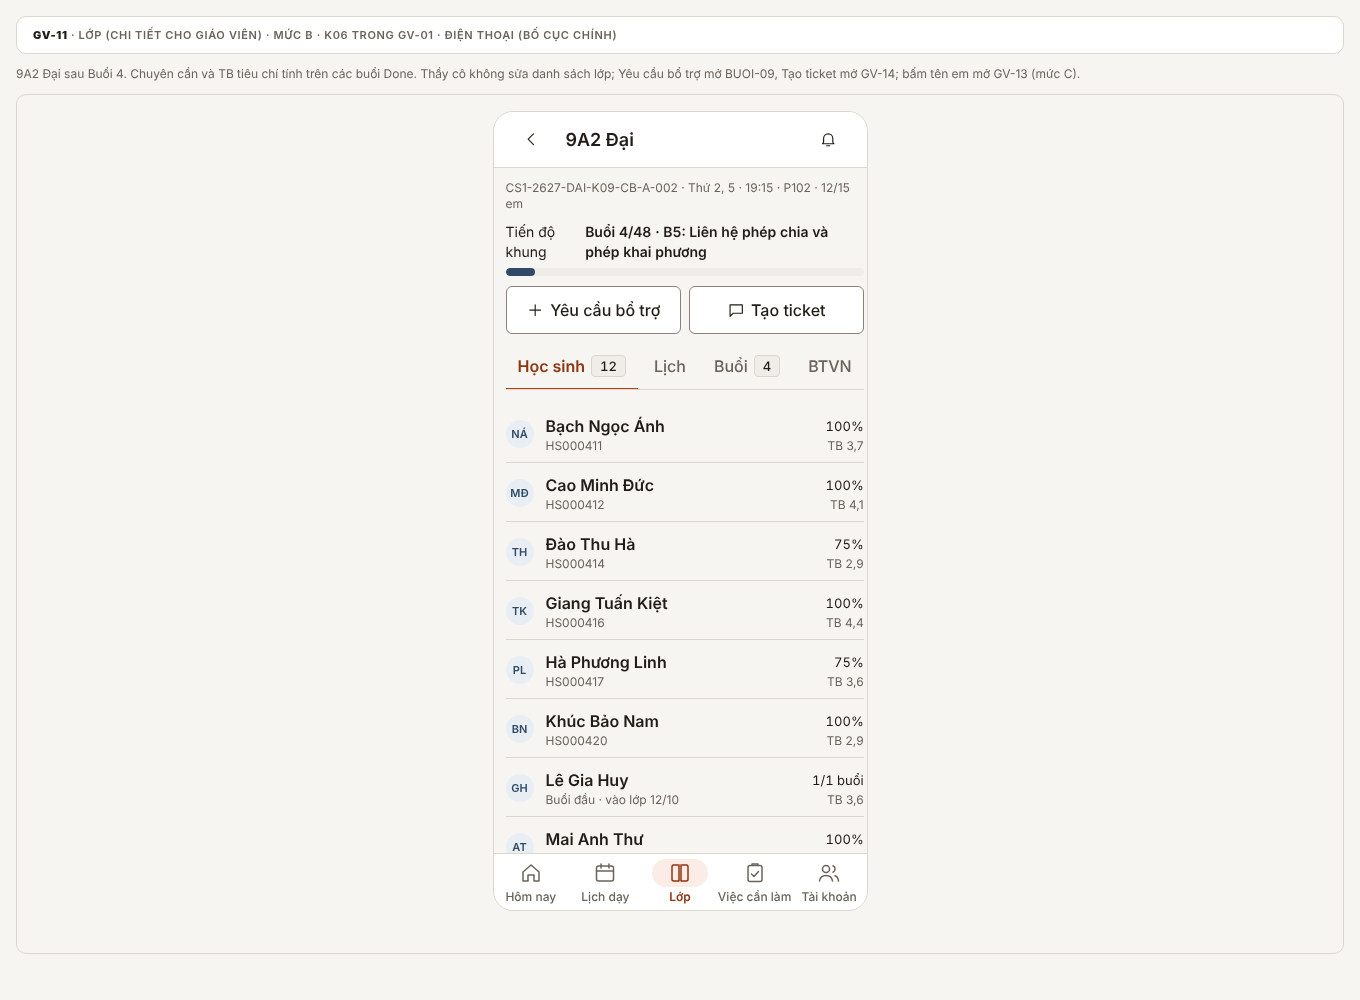 GV-11 · LỚP (CHI TIẾT CHO GIÁO VIÊN) · MỨC B · K06 TRONG GV-01 · ĐIỆN THOẠI (BỐ CỤC CHÍNH)
9A2 Đại sau Buổi 4. Chuyên cần và TB tiêu chí tính trên các buổi Done. Thầy cô không sửa danh sách lớp; Yêu cầu bổ trợ mở BUOI-09, Tạo ticket mở GV-14; bấm tên em mở GV-13 (mức C).
9A2 Đại
CS1-2627-DAI-K09-CB-A-002 · Thứ 2, 5 · 19:15 · P102 · 12/15
em
Tiến độ khung
Buổi 4/48 · B5: Liên hệ phép chia và
phép khai phương
Yêu cầu bổ trợ
Tạo ticket
Học sinh 12 Lịch Buổi 4 BTVN
NÁ Bạch Ngọc Ánh 100%
HS000411 TB 3,7
MĐ Cao Minh Đức 100%
HS000412 TB 4,1
TH Đào Thu Hà 75%
HS000414 TB 2,9
TK Giang Tuấn Kiệt 100%
HS000416 TB 4,4
PL Hà Phương Linh 75%
HS000417 TB 3,6
BN Khúc Bảo Nam 100%
HS000420 TB 2,9
GH Lê Gia Huy 1/1 buổi
Buổi đầu · vào lớp 12/10 TB 3,6
AT Mai Anh Thư 100%
Hôm nay Lịch dạy Lớp Việc cần làm Tài khoản